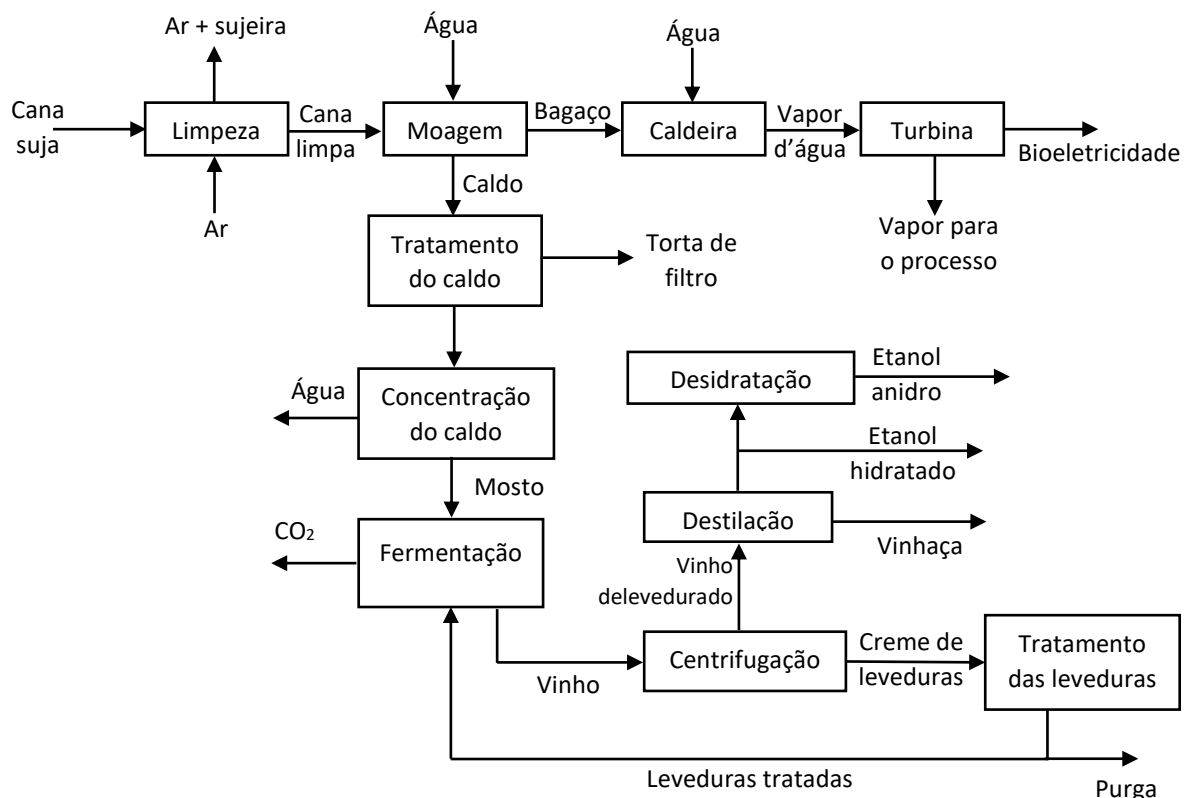 Ar + sujeira
Água
Água
Cana
suja
Limpeza
Cana
limpa
Moagem
Bagaço
Caldeira
Vapor
d’água
Turbina
Bioeletricidade
Ar
Caldo
Vapor para
o processo
Tratamento
do caldo
Torta de
filtro
Água
Concentração
do caldo
Desidratação
Etanol
anidro
Etanol
hidratado
Mosto
CO₂
Fermentação
Destilação
Vinhaça
Vinho
delevedurado
Vinho
Centrifugação
Creme de
leveduras
Tratamento
das leveduras
Leveduras tratadas
Purga